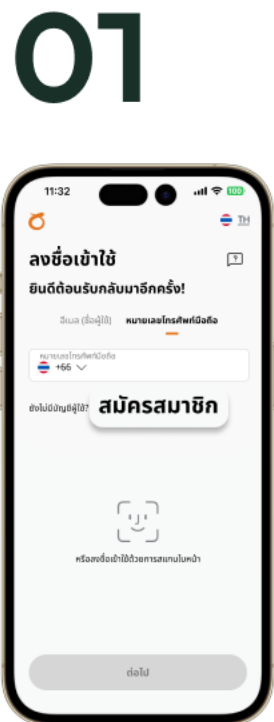 01
11:32
100
TH
ลงชื่อเข้าใช้
ยินดีต้อนรับกลับมาอีกครั้ง!
อีเมล (ชื่อผู้ใช้) หมายเลขโทรศัพท์มือถือ
หมายเลขโทรศัพท์มือถือ
+66
ยังไม่มีบัญชีผู้ใช้? สมัครสมาชิก
หรือลงชื่อเข้าใช้ด้วยการสแกนใบหน้า
ต่อไป